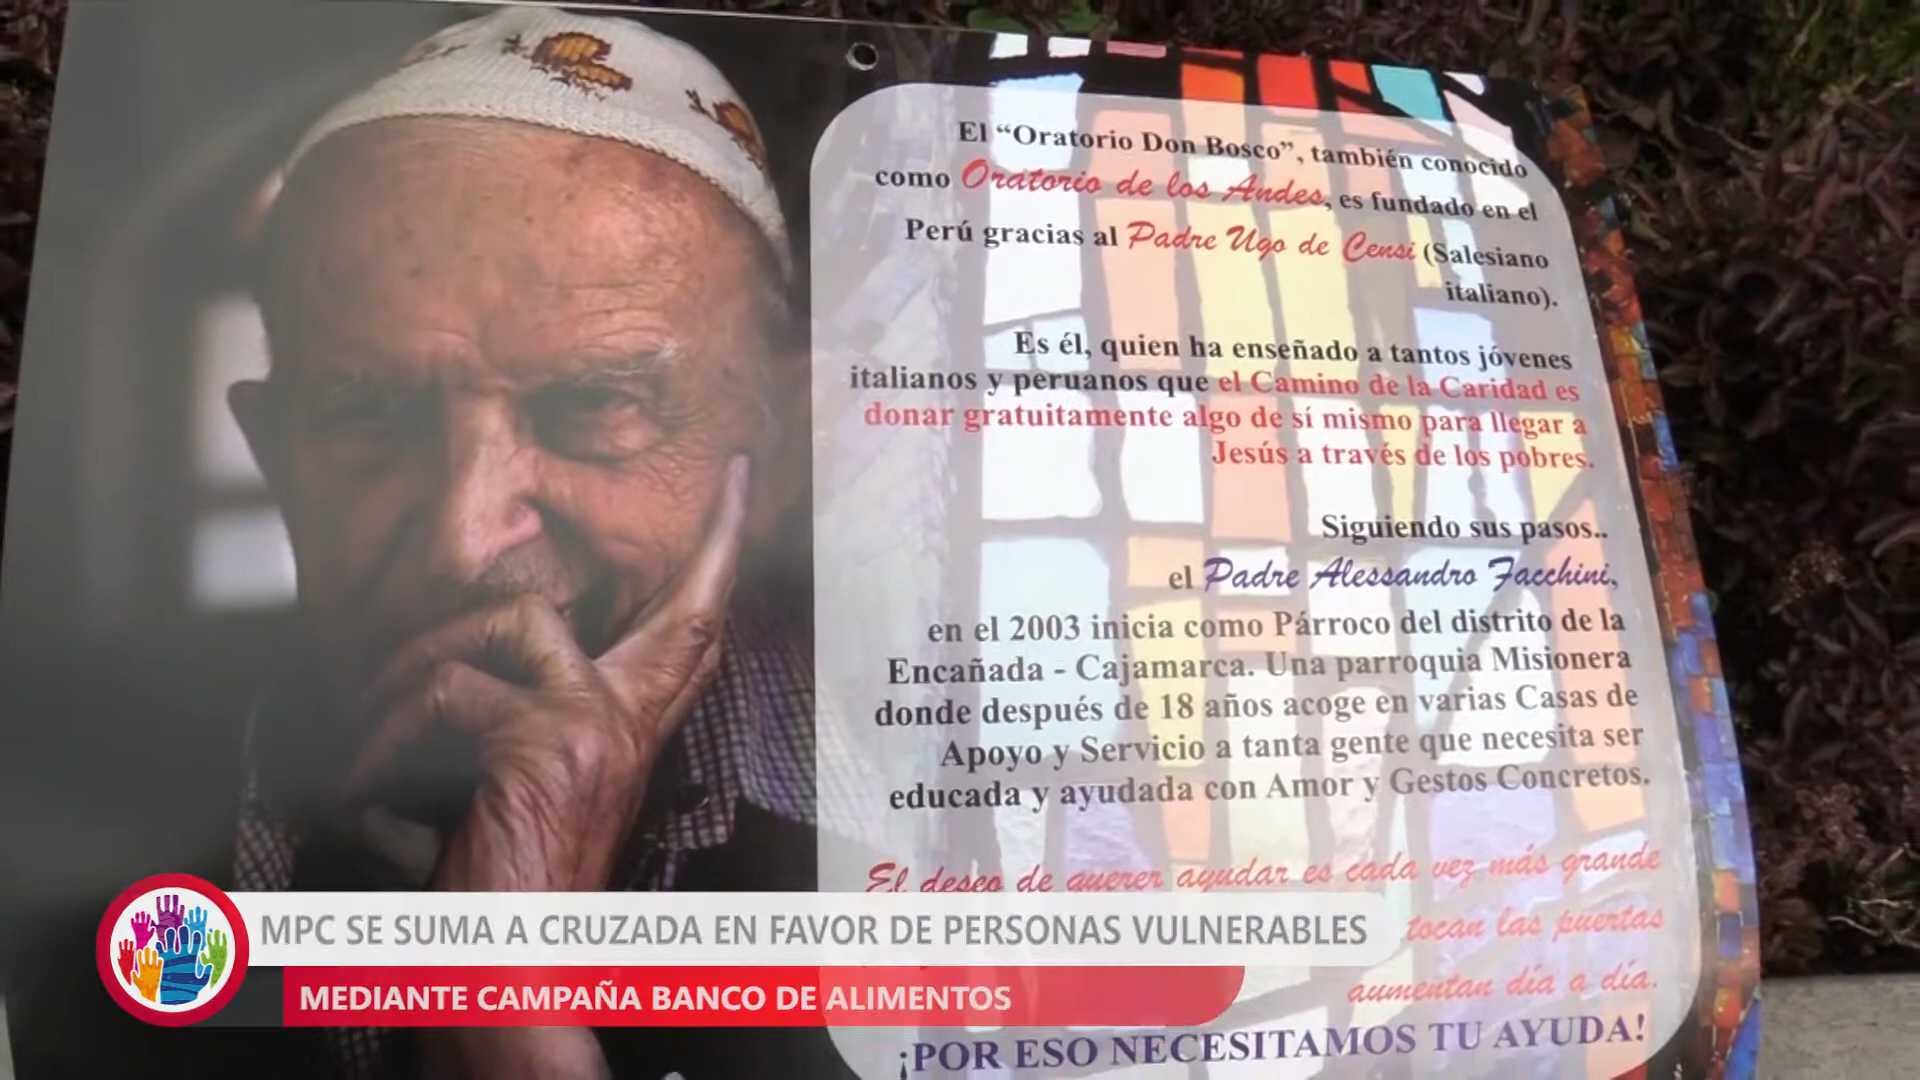 El “Oratorio Don Bosco”, también conocido
como Oratorio de los Andes, es fundado en el
Perú gracias al Padre Ugo de Censi (Salesiano
italiano).
Es él, quien ha enseñado a tantos jóvenes
italianos y peruanos que el Camino de la Caridad es
donar gratuitamente algo de sí mismo para llegar a
Jesús a través de los pobres.
Siguiendo sus pasos..
el Padre Alessandro Facchini,
en el 2003 inicia como Párroco del distrito de la
Encañada - Cajamarca. Una parroquia Misionera
donde después de 18 años acoge en varias Casas de
Apoyo y Servicio a tanta gente que necesita ser
educada y ayudada con Amor y Gestos Concretos.
El deseo de querer ayudar es cada vez más grande
tocan las puertas
aumentan día a día.
¡POR ESO NECESITAMOS TU AYUDA!
MPC SE SUMA A CRUZADA EN FAVOR DE PERSONAS VULNERABLES
MEDIANTE CAMPAÑA BANCO DE ALIMENTOS